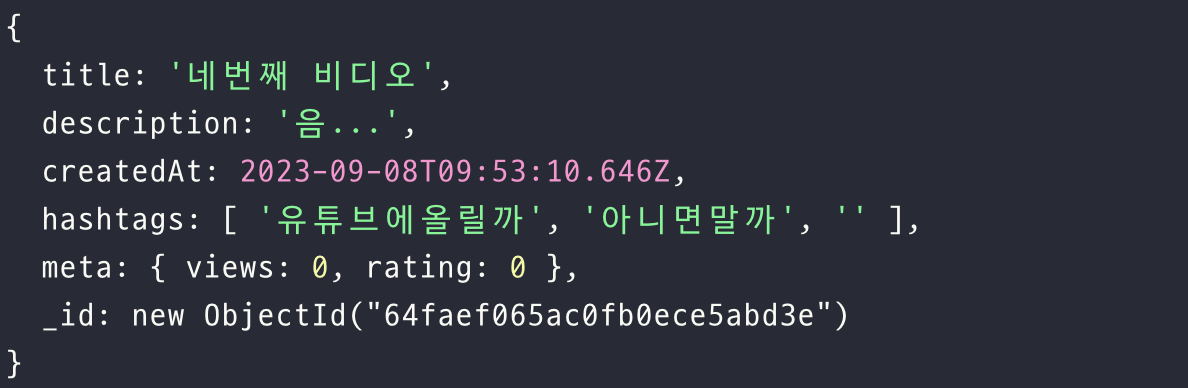 {
  title: '네번째 비디오',
  description: '음...',
  createdAt: 2023-09-08T09:53:10.646Z,
  hashtags: [ '유튜브에올릴까', '아니면말까', '' ],
  meta: { views: 0, rating: 0 },
  _id: new ObjectId("64faef065ac0fb0ece5abd3e")
}